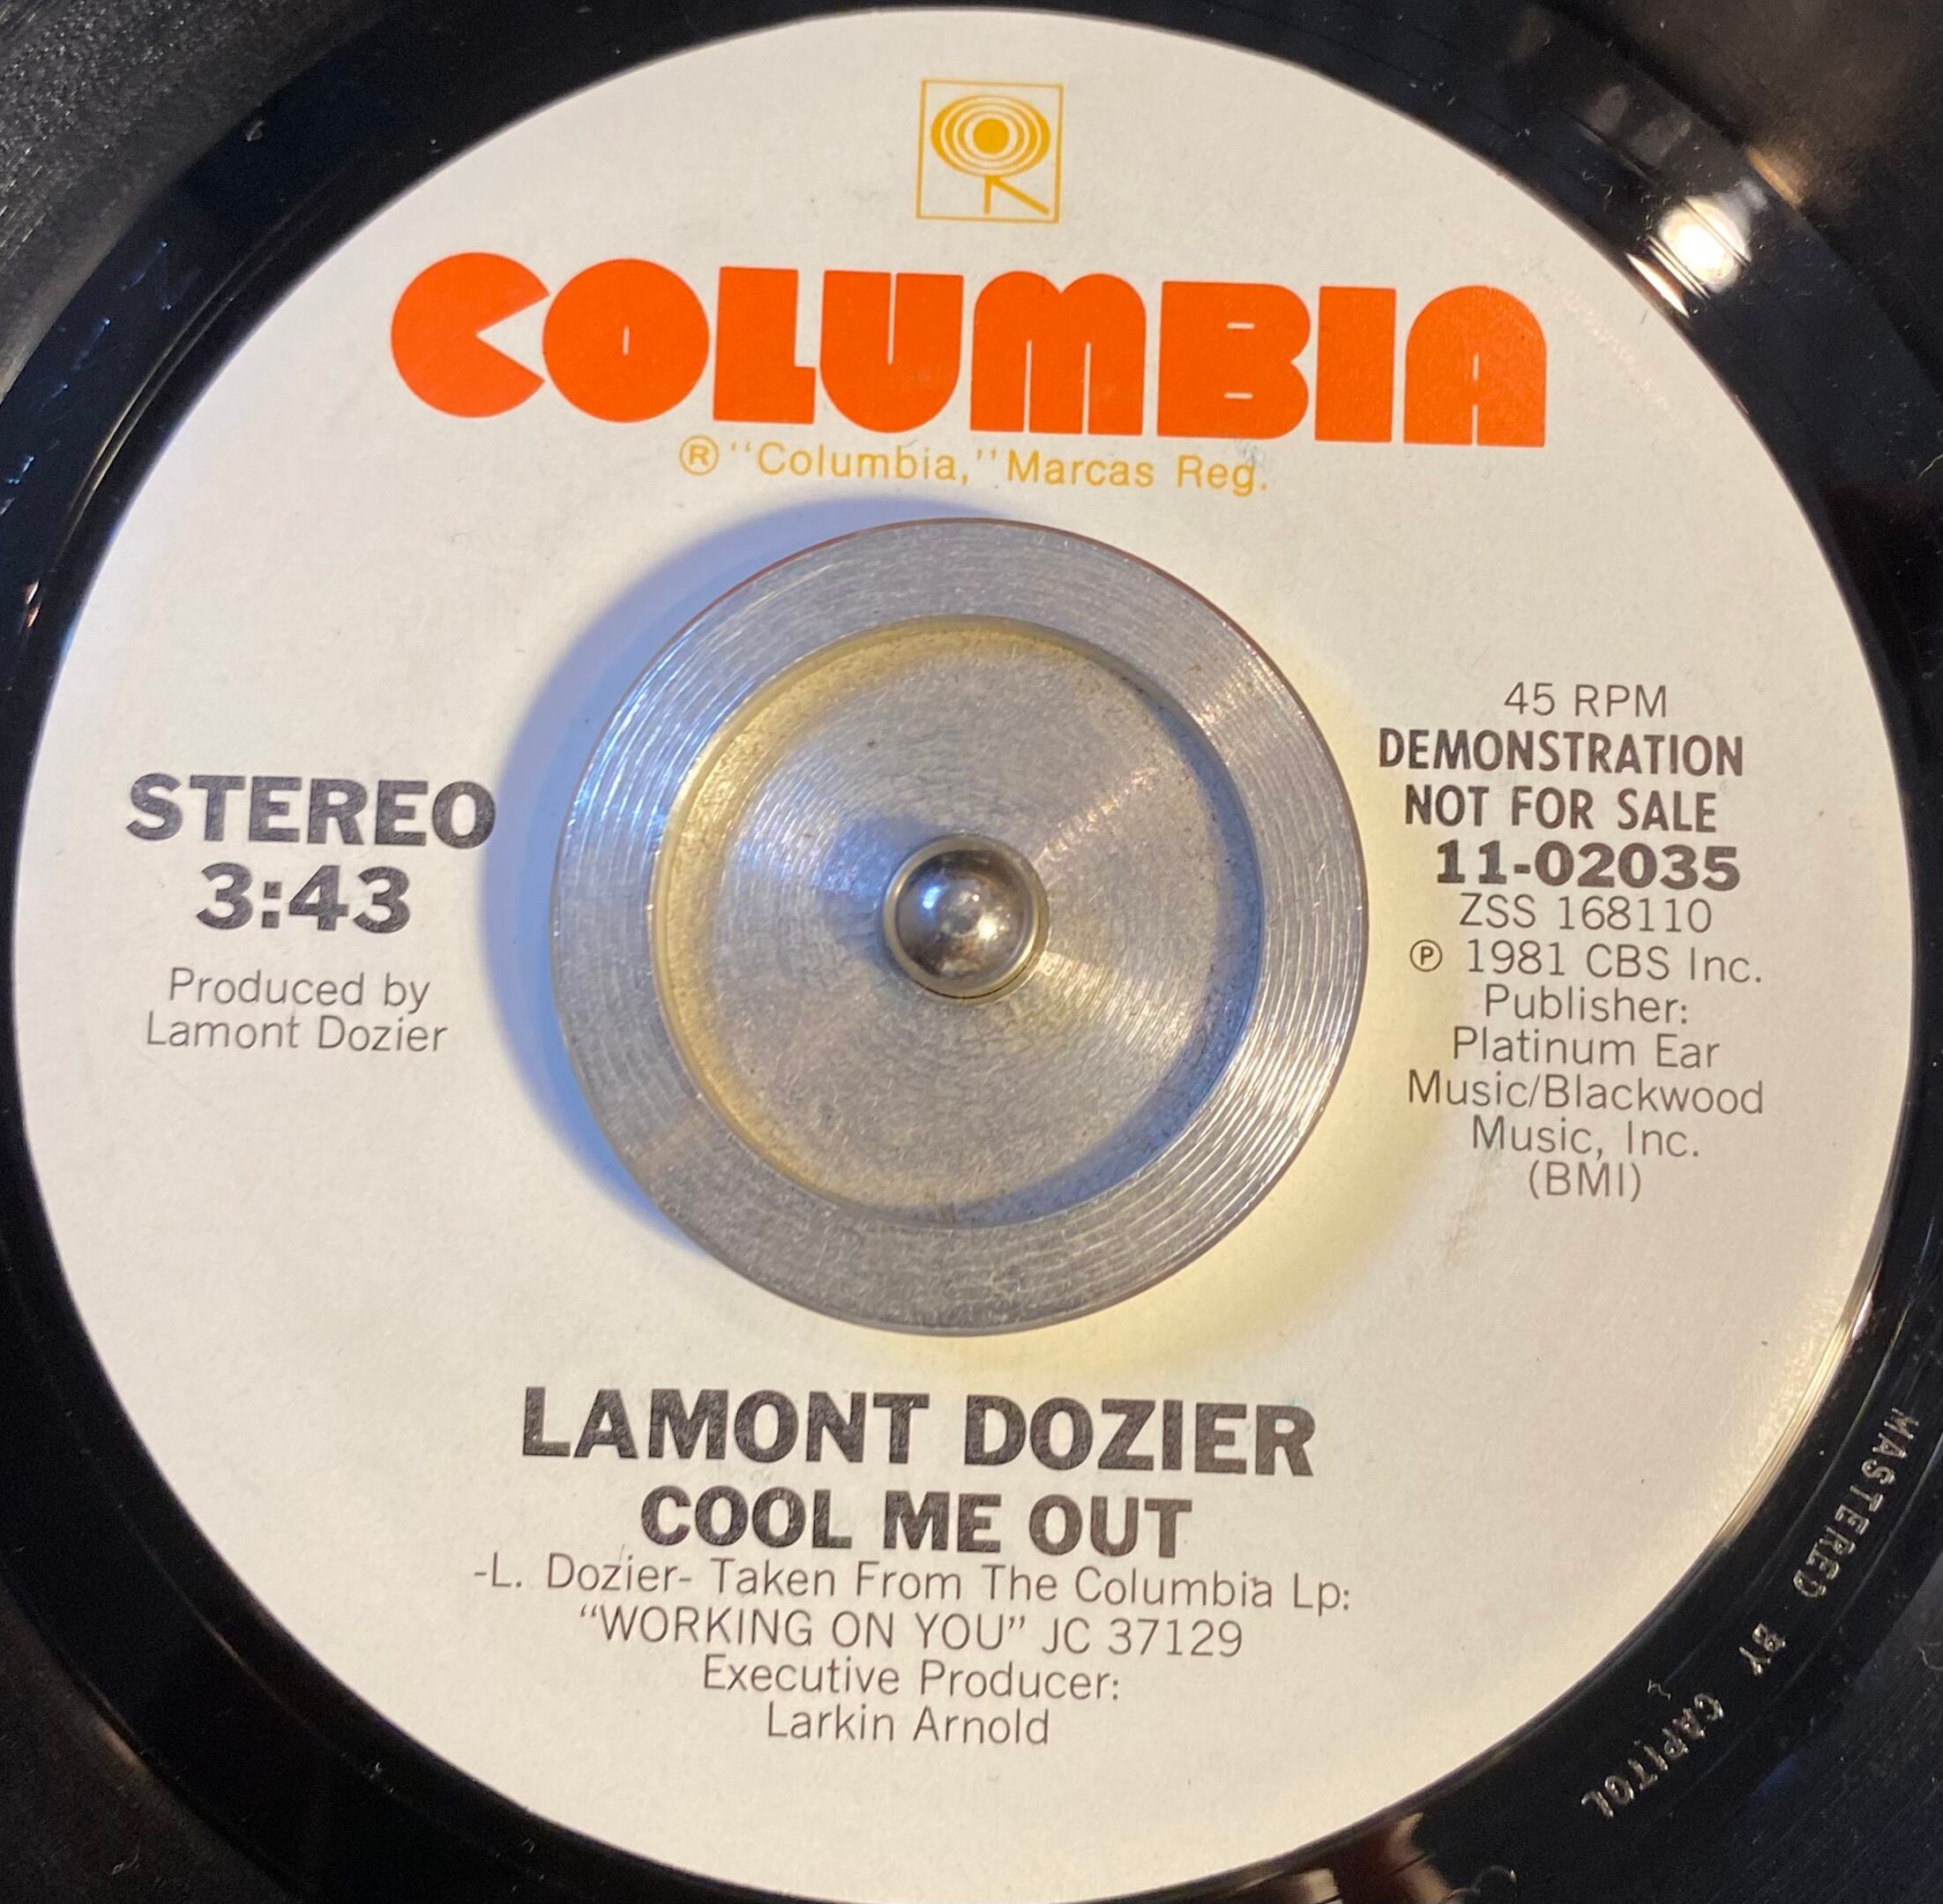 COLUMBIA
® "Columbia," Marcas Reg.
STEREO
3:43
Produced by
Lamont Dozier
45 RPM
DEMONSTRATION
NOT FOR SALE
11-02035
ZSS 168110
℗ 1981 CBS Inc.
Publisher:
Platinum Ear
Music/Blackwood
Music, Inc.
(BMI)
LAMONT DOZIER
COOL ME OUT
-L. Dozier- Taken From The Columbia Lp:
“WORKING ON YOU” JC 37129
Executive Producer:
Larkin Arnold
MASTERED BY CAPITOL